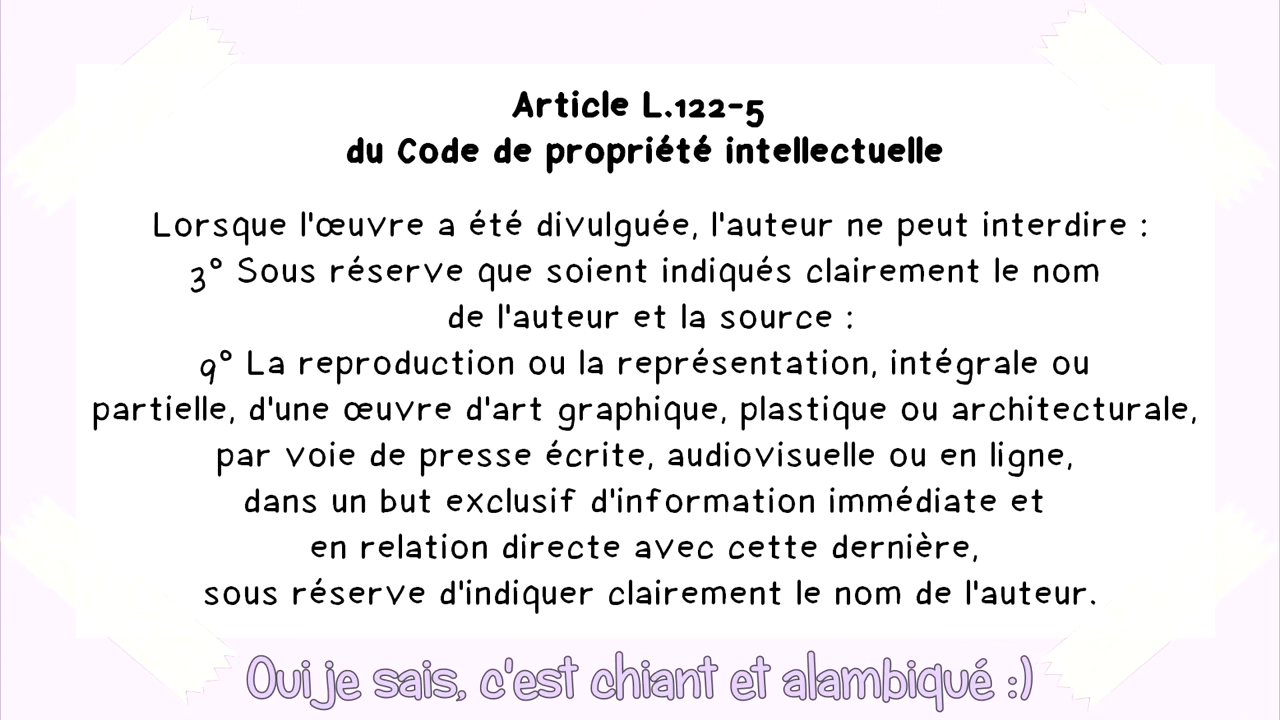 Article L.122-5
du Code de propriété intellectuelle
Lorsque l'œuvre a été divulguée, l'auteur ne peut interdire :
3° Sous réserve que soient indiqués clairement le nom
de l'auteur et la source :
9° La reproduction ou la représentation, intégrale ou
partielle, d'une œuvre d'art graphique, plastique ou architecturale,
par voie de presse écrite, audiovisuelle ou en ligne,
dans un but exclusif d'information immédiate et
en relation directe avec cette dernière,
sous réserve d'indiquer clairement le nom de l'auteur.
Oui je sais, c'est chiant et alambiqué :)